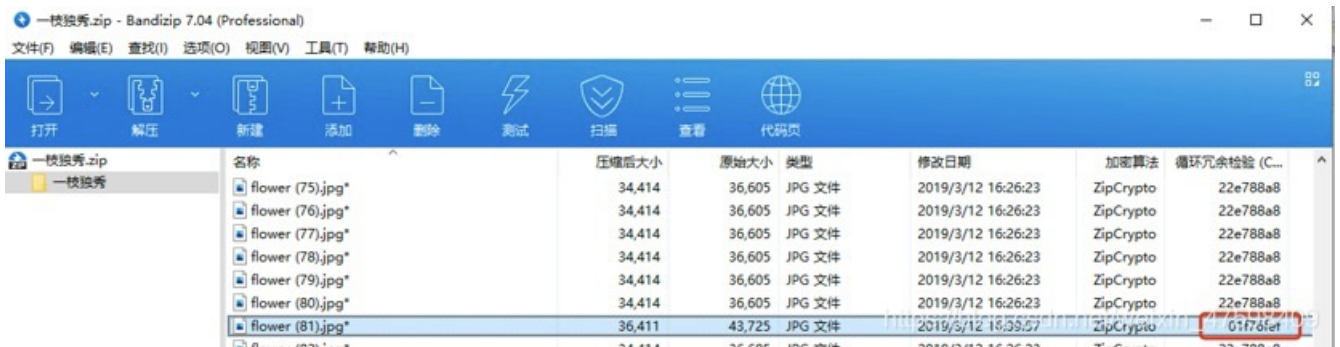 一枝独秀.zip - Bandizip 7.04 (Professional)
文件(F) 编辑(E) 查找(I) 选项(O) 视图(V) 工具(T) 帮助(H)
打开 解压 新建 添加 删除 测试 扫描 查看 代码页
一枝独秀.zip 名称 压缩后大小 原始大小 类型 修改日期 加密算法 循环冗余检验 (C...
一枝独秀 flower (75).jpg* 34,414 36,605 JPG 文件 2019/3/12 16:26:23 ZipCrypto 22e788a8
flower (76).jpg* 34,414 36,605 JPG 文件 2019/3/12 16:26:23 ZipCrypto 22e788a8
flower (77).jpg* 34,414 36,605 JPG 文件 2019/3/12 16:26:23 ZipCrypto 22e788a8
flower (78).jpg* 34,414 36,605 JPG 文件 2019/3/12 16:26:23 ZipCrypto 22e788a8
flower (79).jpg* 34,414 36,605 JPG 文件 2019/3/12 16:26:23 ZipCrypto 22e788a8
flower (80).jpg* 34,414 36,605 JPG 文件 2019/3/12 16:26:23 ZipCrypto 22e788a8
flower (81).jpg* 36,411 43,725 JPG 文件 2019/3/12 16:39:57 ZipCrypto 61f76fef